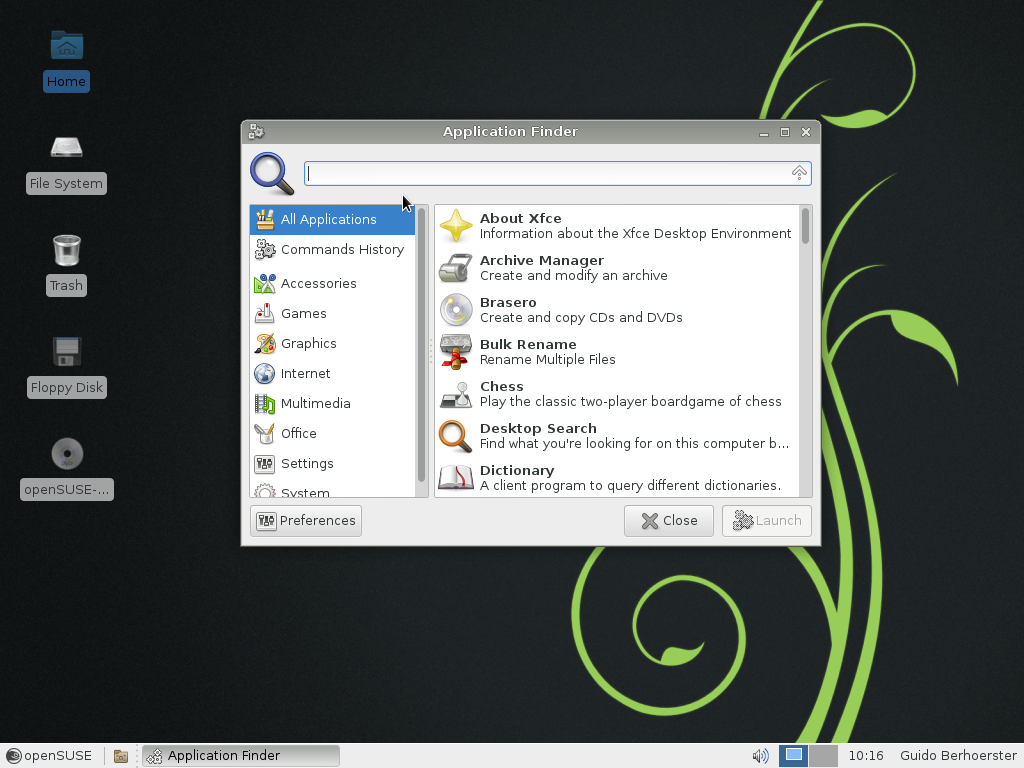 Home
File System
Trash
Floppy Disk
openSUSE-...
Application Finder
All Applications
Commands History
Accessories
Games
Graphics
Internet
Multimedia
Office
Settings
System
About Xfce
Information about the Xfce Desktop Environment
Archive Manager
Create and modify an archive
Brasero
Create and copy CDs and DVDs
Bulk Rename
Rename Multiple Files
Chess
Play the classic two-player boardgame of chess
Desktop Search
Find what you're looking for on this computer b...
Dictionary
A client program to query different dictionaries.
Preferences
Close
Launch
openSUSE
Application Finder
10:16
Guido Berhoerster